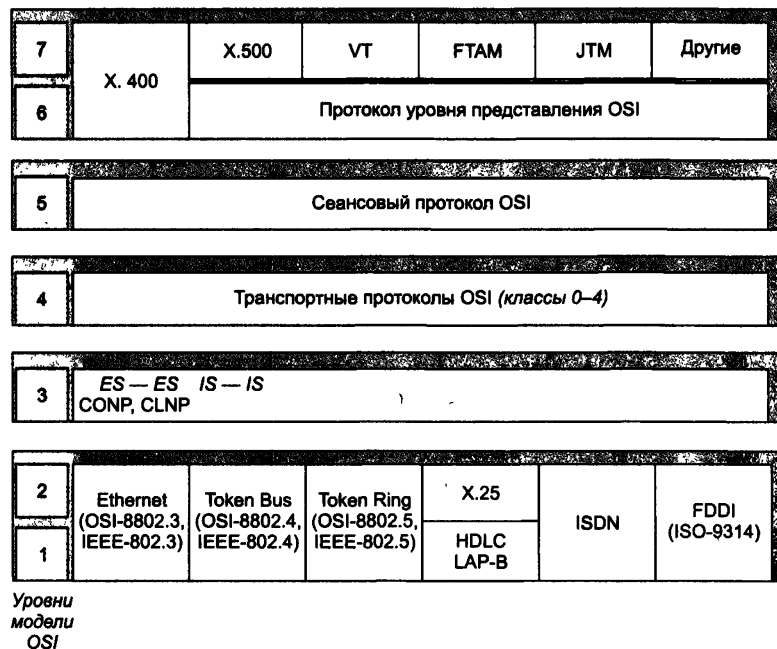 7
X. 400
X.500
VT
FTAM
JTM
Другие
6
Протокол уровня представления OSI
5
Сеансовый протокол OSI
4
Транспортные протоколы OSI (классы 0–4)
3
ES — ES IS — IS
CONP, CLNP
2
1
Ethernet
(OSI-8802.3,
IEEE-802.3)
Token Bus
(OSI-8802.4,
IEEE-802.4)
Token Ring
(OSI-8802.5,
IEEE-802.5)
X.25
HDLC
LAP-B
ISDN
FDDI
(ISO-9314)
Уровни
модели
OSI